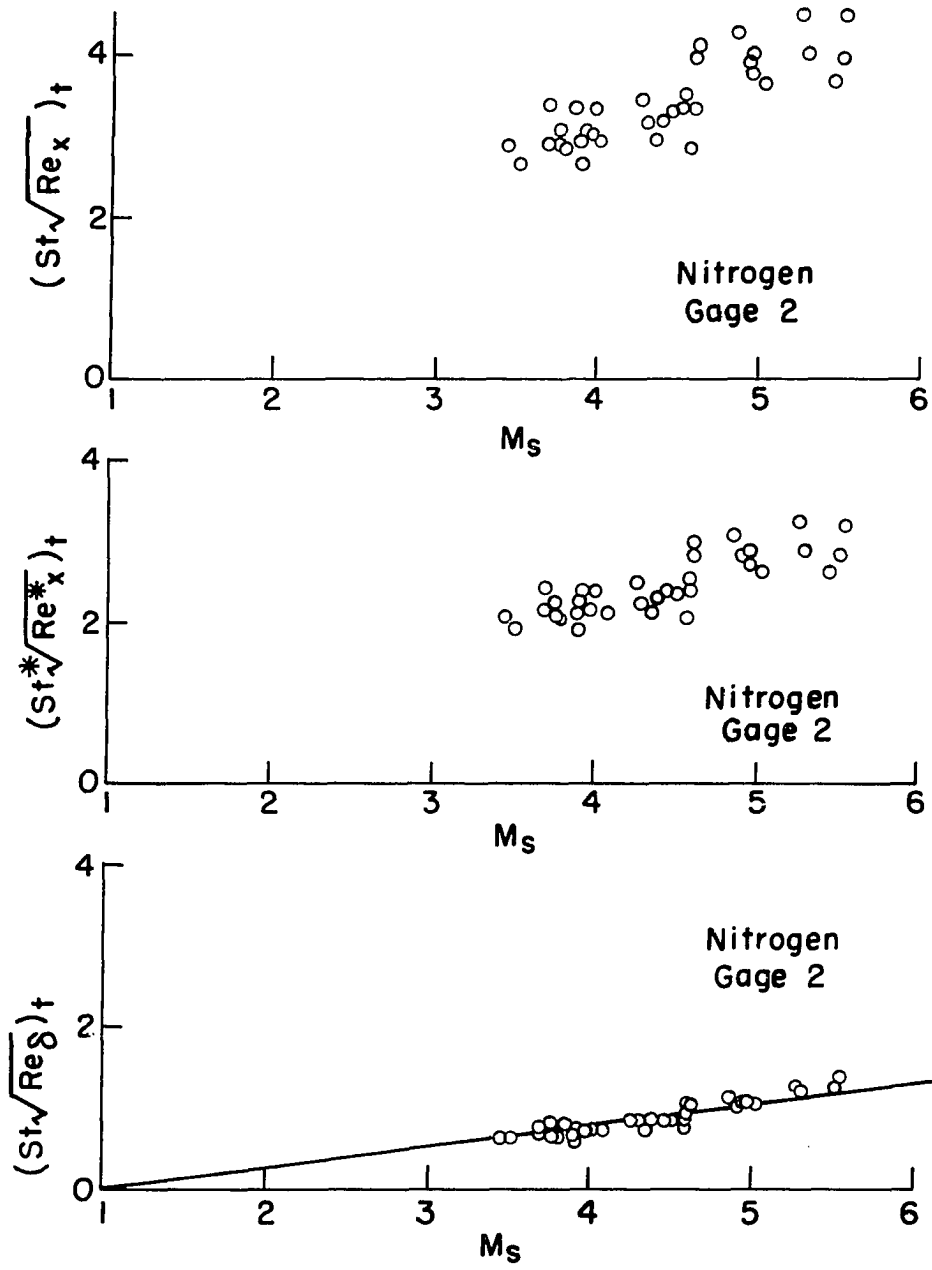 4
2
0
(St√Re_x)_t
Nitrogen
Gage 2
1 2 3 4 5 6
M_s
4
2
0
(St*√Re*_x)_t
Nitrogen
Gage 2
1 2 3 4 5 6
M_s
4
2
0
(St√Re_δ)_t
Nitrogen
Gage 2
1 2 3 4 5 6
M_s